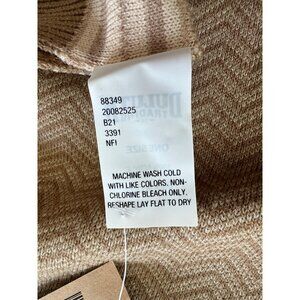 88349
20082525
B21
3391
NFI
MACHINE WASH COLD
WITH LIKE COLORS. NON-
CHLORINE BLEACH ONLY.
RESHAPE LAY FLAT TO DRY